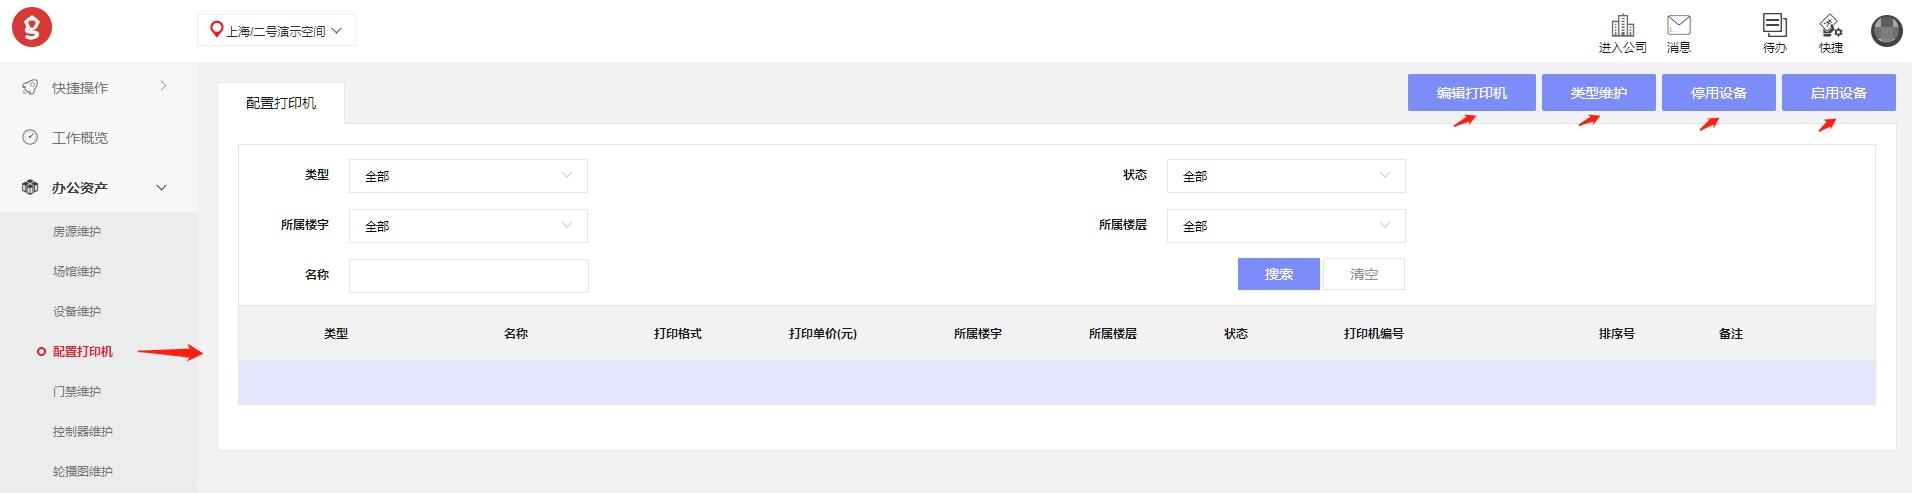 上海/二号演示空间
进入公司
消息
待办
快捷
快捷操作
工作概览
办公资产
房源维护
场馆维护
设备维护
配置打印机
门禁维护
控制器维护
轮播图维护
配置打印机
编辑打印机 类型维护 停用设备 启用设备
类型 全部 状态 全部
所属楼宇 全部 所属楼层 全部
名称 搜索 清空
类型 名称 打印格式 打印单价(元) 所属楼宇 所属楼层 状态 打印机编号 排序号 备注